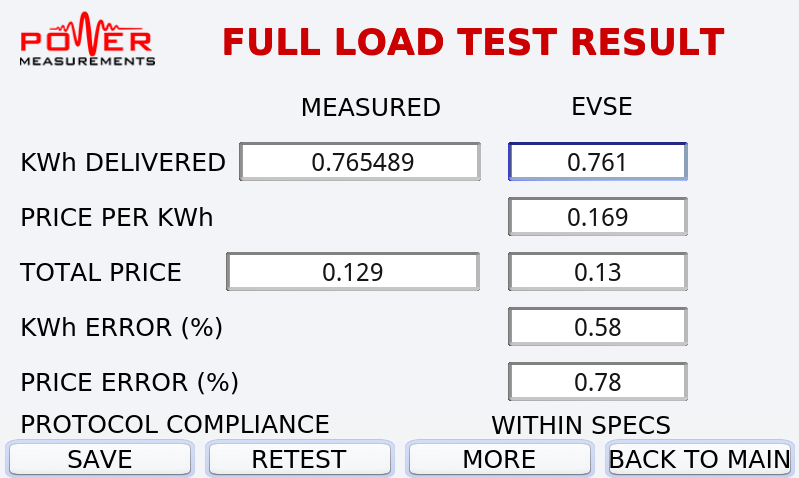 POWER
MEASUREMENTS
FULL LOAD TEST RESULT
MEASURED EVSE
KWh DELIVERED 0.765489 0.761
PRICE PER KWh 0.169
TOTAL PRICE 0.129 0.13
KWh ERROR (%) 0.58
PRICE ERROR (%) 0.78
PROTOCOL COMPLIANCE WITHIN SPECS
SAVE RETEST MORE BACK TO MAIN